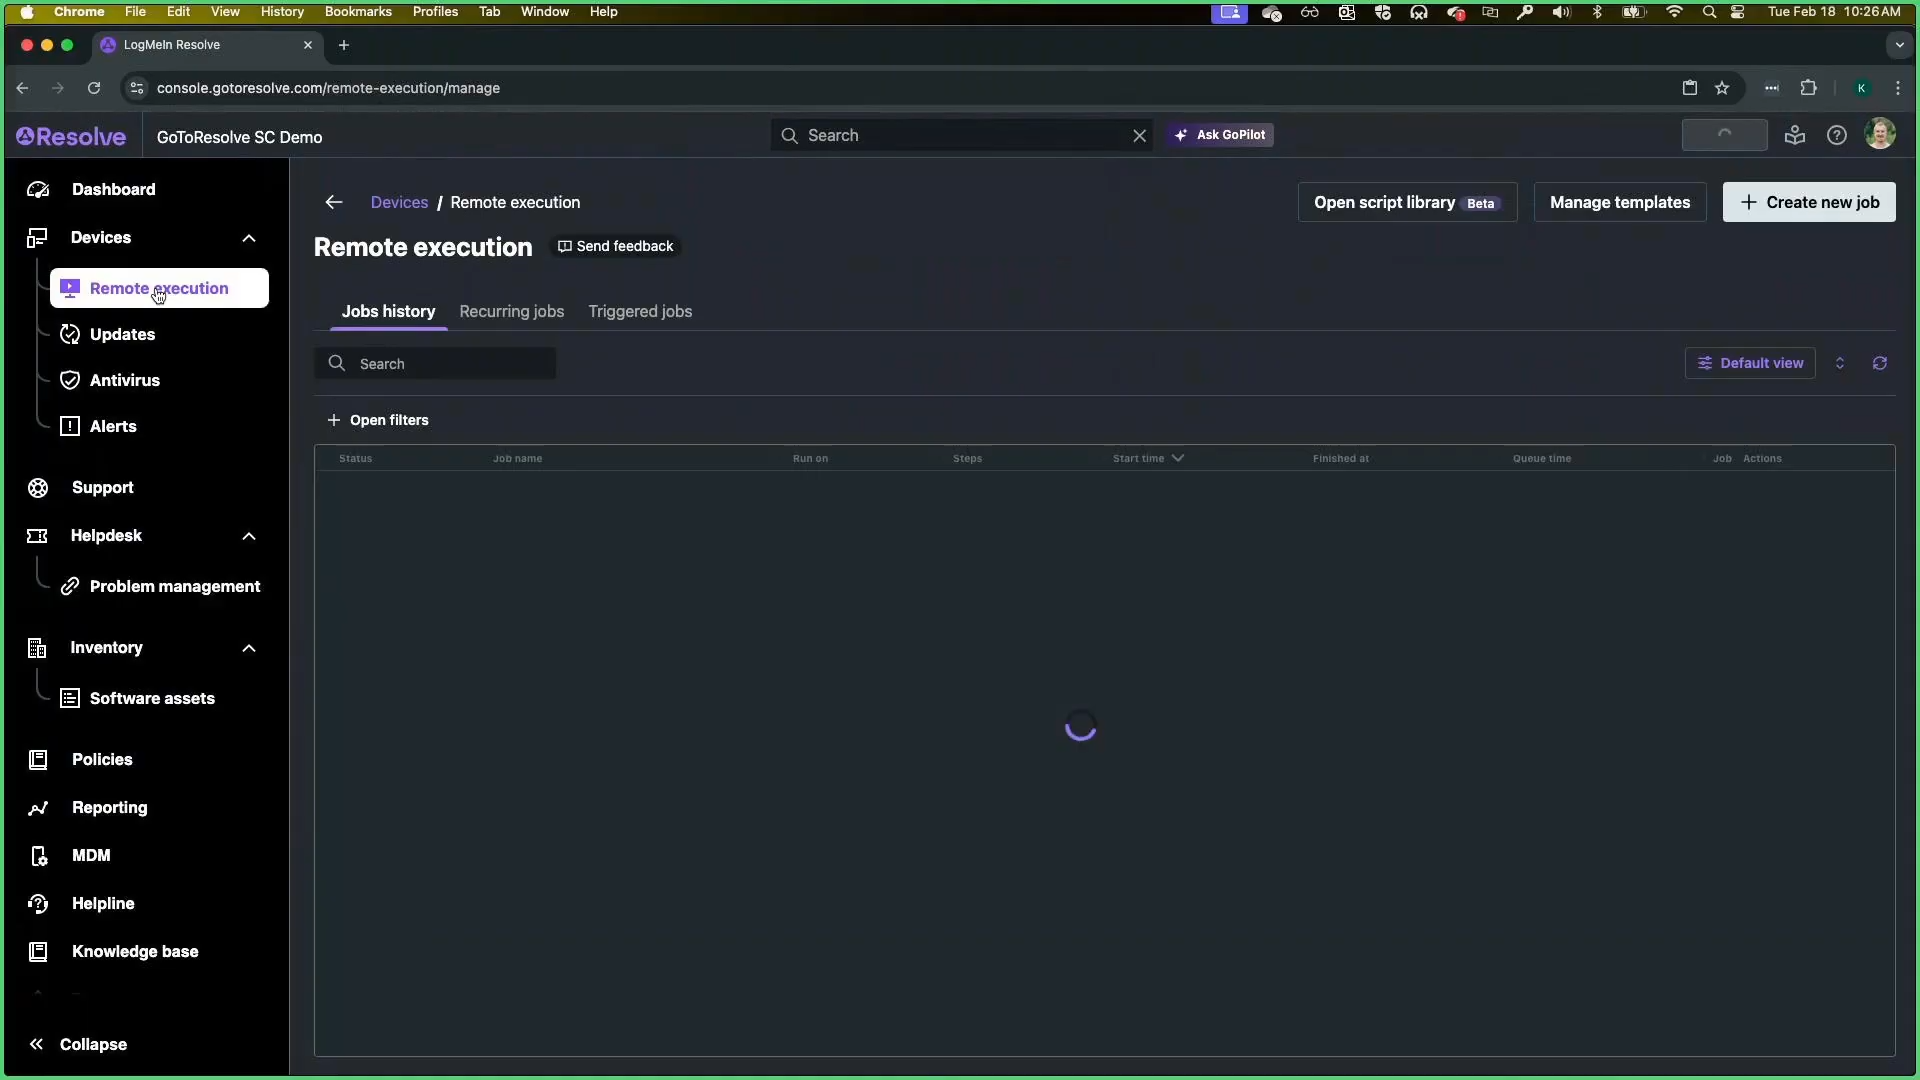 Chrome File Edit View History Bookmarks Profiles Tab Window Help Tue Feb 18 10:26 AM
LogMeIn Resolve
console.gotoresolve.com/remote-execution/manage K
Resolve GoToResolve SC Demo Search Ask GoPilot
Dashboard
Devices
Remote execution
Updates
Antivirus
Alerts
Support
Helpdesk
Problem management
Inventory
Software assets
Policies
Reporting
MDM
Helpline
Knowledge base
Collapse
Devices / Remote execution Open script library Beta Manage templates Create new job
Remote execution Send feedback
Jobs history Recurring jobs Triggered jobs
Search Default view
Open filters
Status Job name Run on Steps Start time Finished at Queue time Job Actions